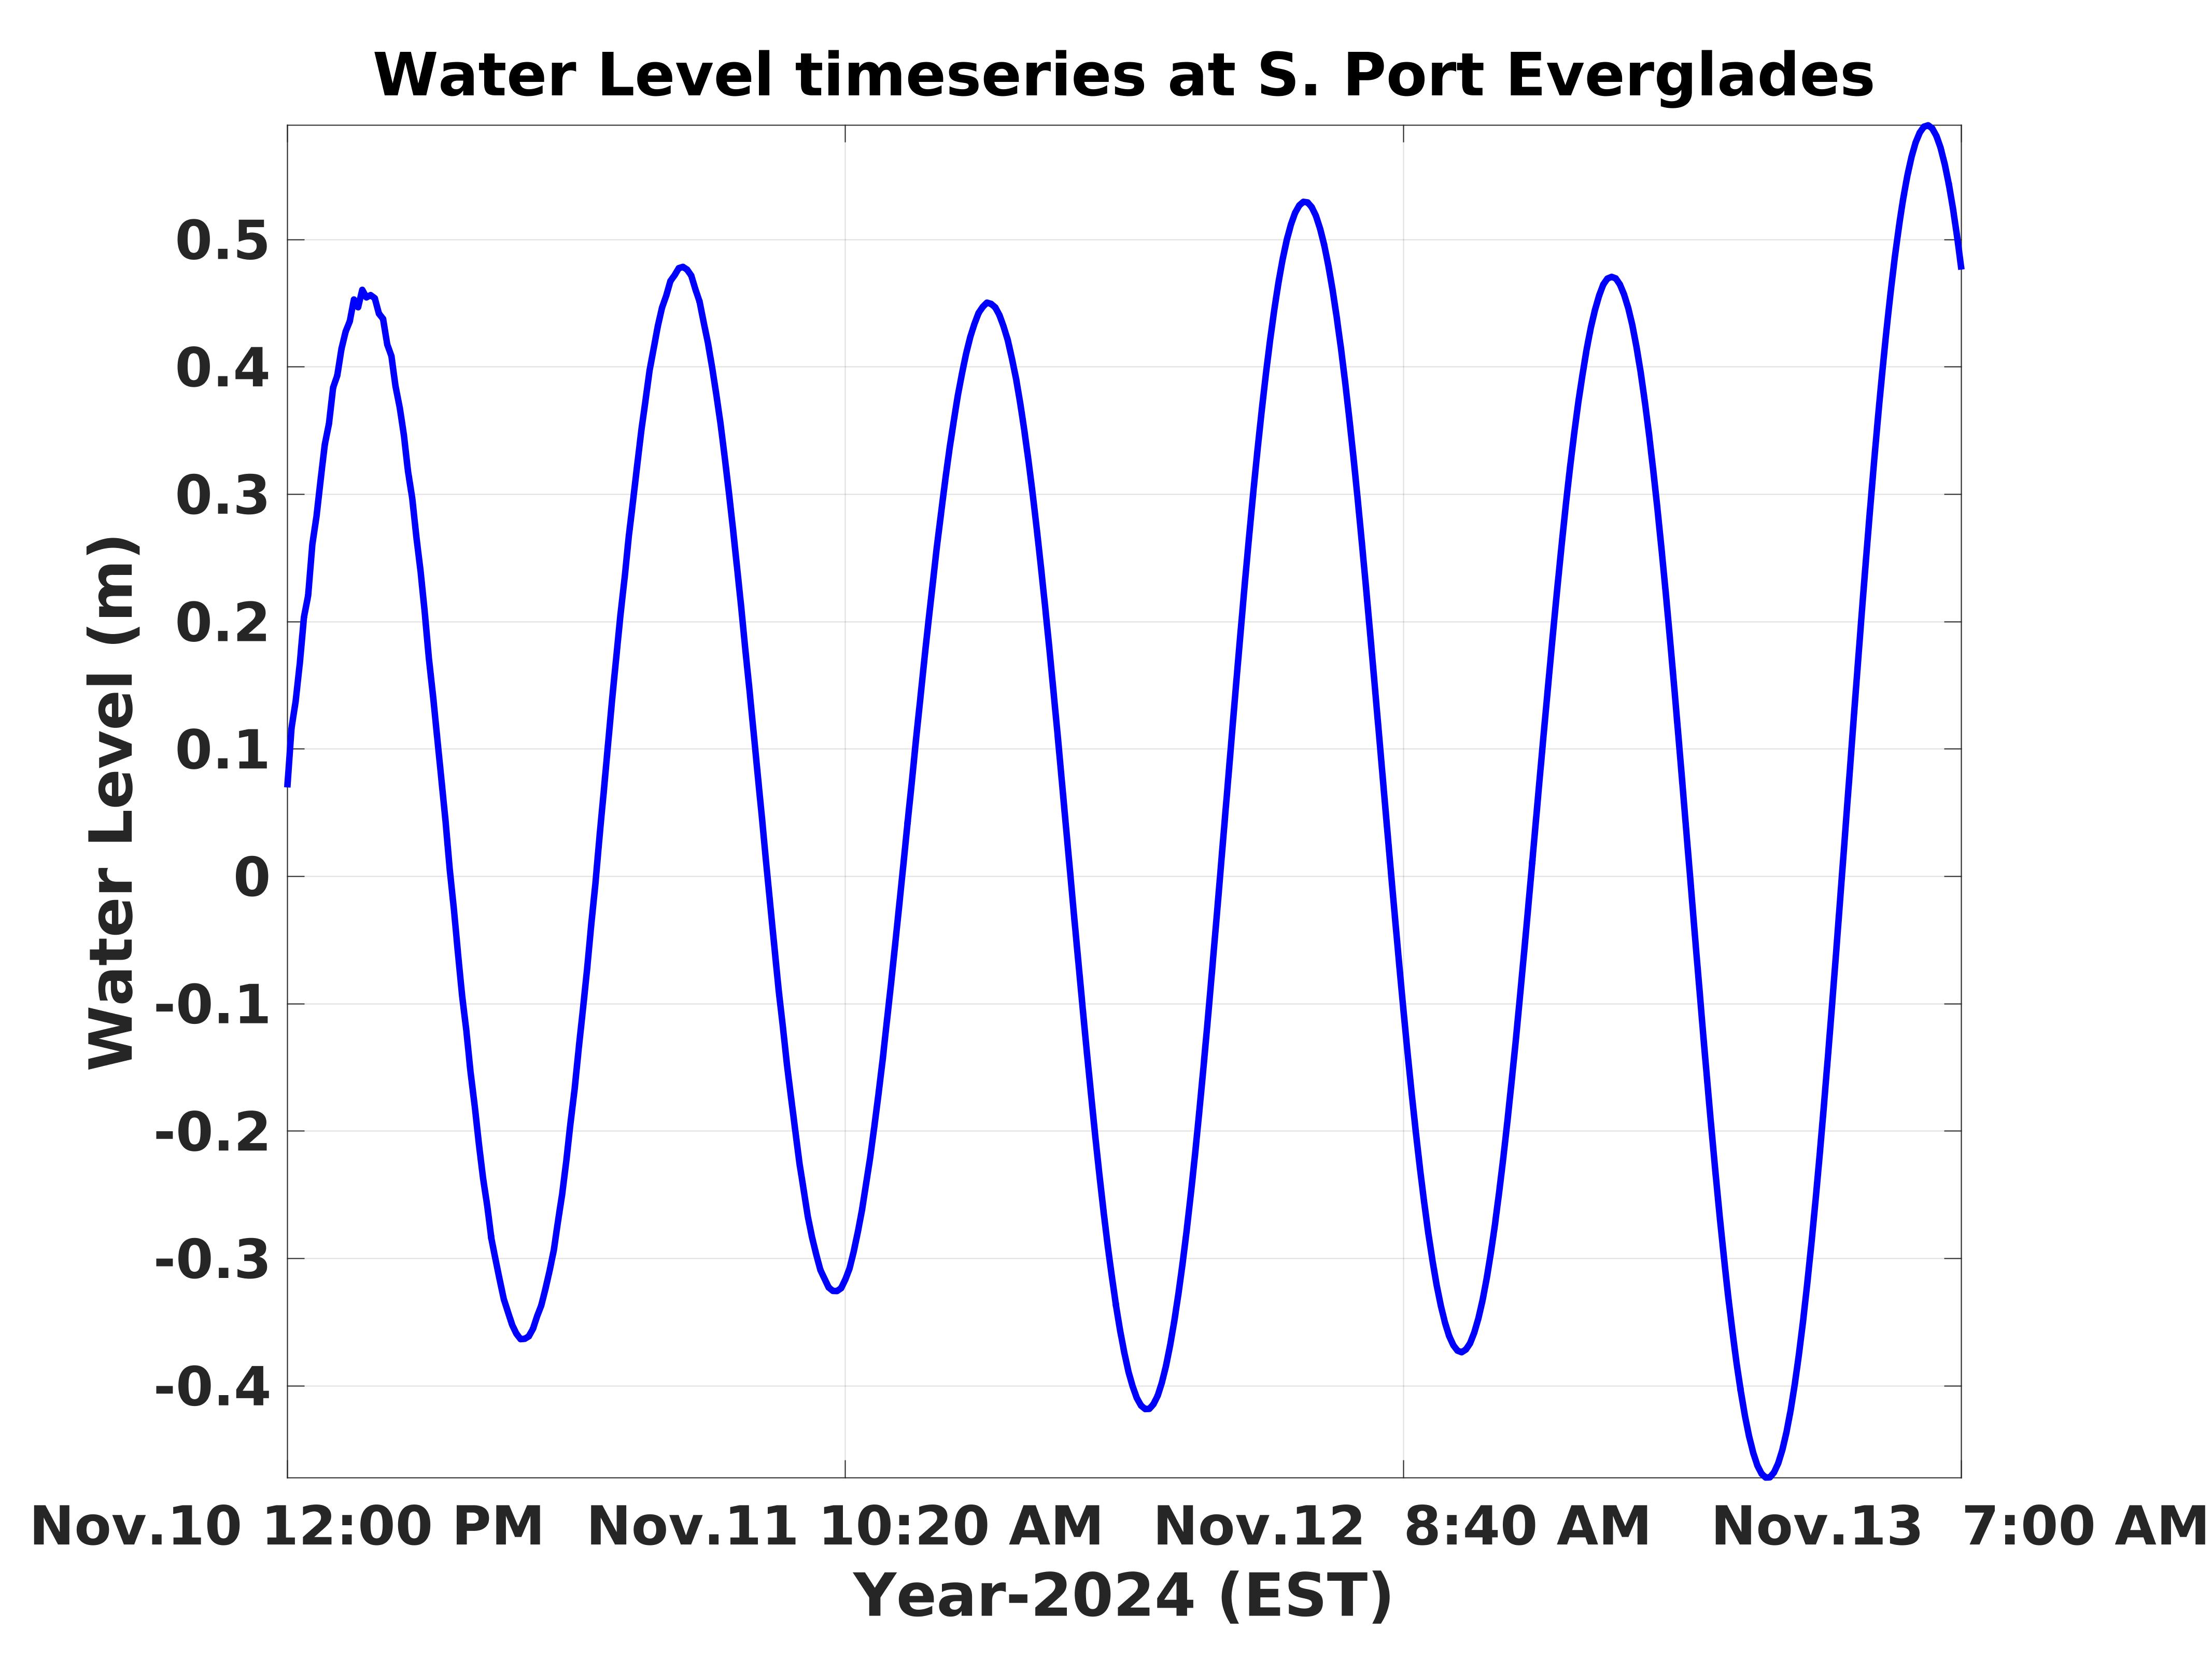 Water Level timeseries at S. Port Everglades
0.5
0.4
0.3
0.2
0.1
0
-0.1
-0.2
-0.3
-0.4
Water Level (m)
Nov.10 12:00 PM Nov.11 10:20 AM Nov.12 8:40 AM Nov.13 7:00 AM
Year-2024 (EST)